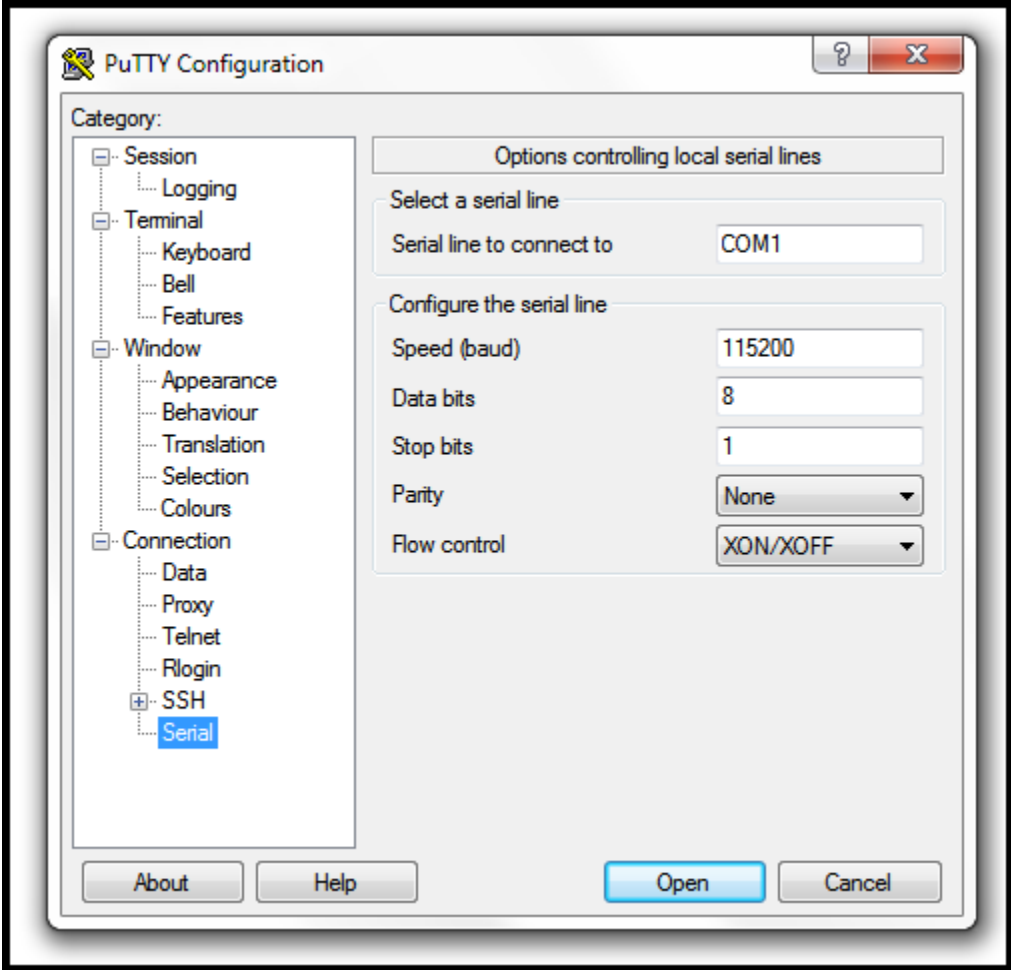 PuTTY Configuration
Category:
Session
Logging
Terminal
Keyboard
Bell
Features
Window
Appearance
Behaviour
Translation
Selection
Colours
Connection
Data
Proxy
Telnet
Rlogin
SSH
Serial
Options controlling local serial lines
Select a serial line
Serial line to connect to COM1
Configure the serial line
Speed (baud) 115200
Data bits 8
Stop bits 1
Parity None
Flow control XON/XOFF
About Help Open Cancel